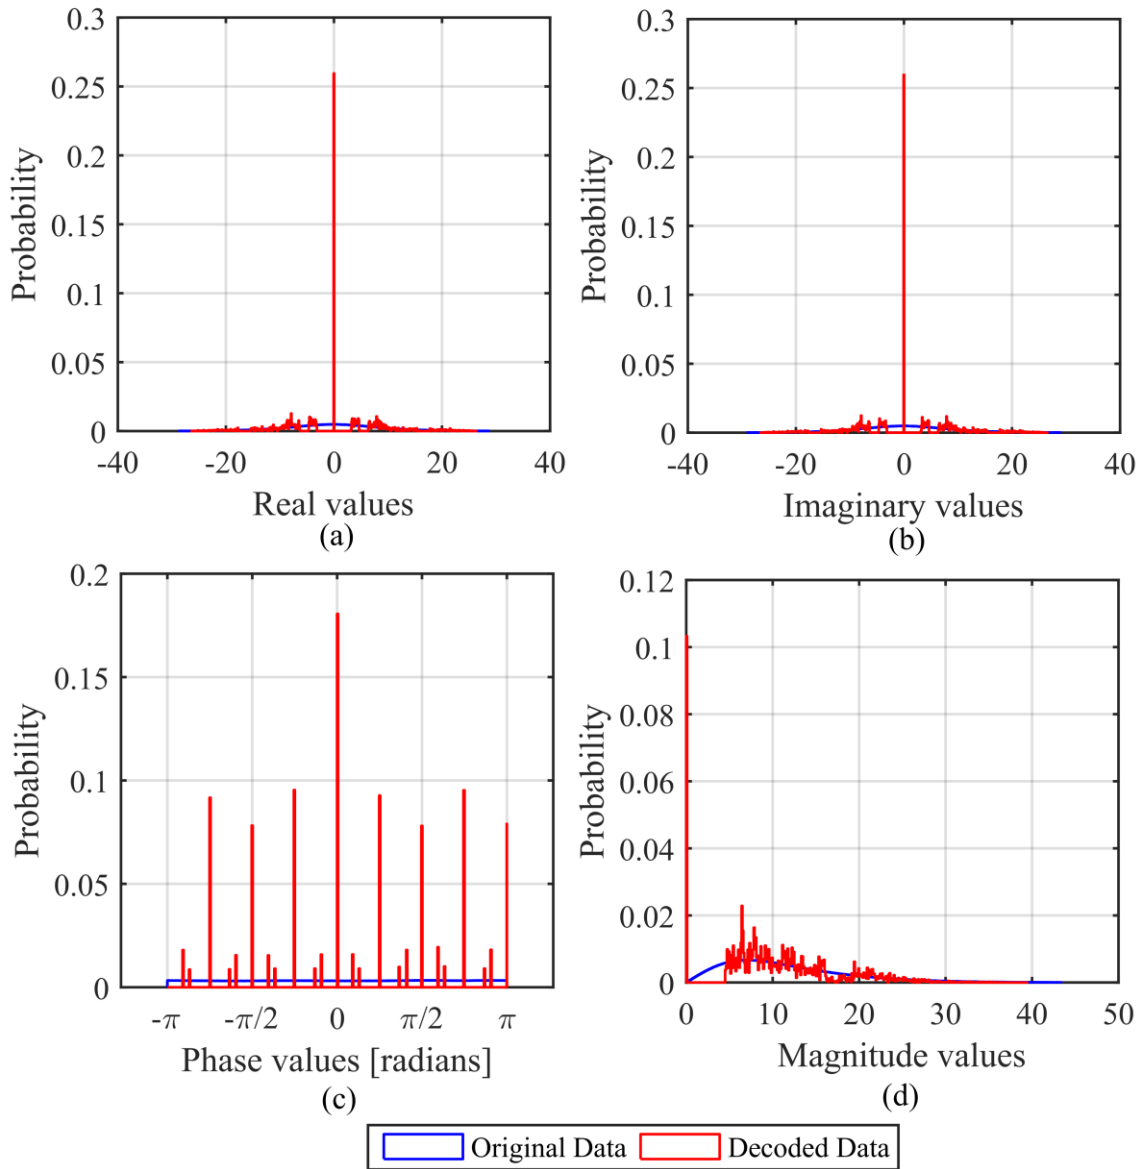 0.3
0.25
0.2
0.15
0.1
0.05
0
Probability
-40 -20 0 20 40
Real values
(a)
0.3
0.25
0.2
0.15
0.1
0.05
0
Probability
-40 -20 0 20 40
Imaginary values
(b)
0.2
0.15
0.1
0.05
0
Probability
-π -π/2 0 π/2 π
Phase values [radians]
(c)
0.12
0.1
0.08
0.06
0.04
0.02
0
Probability
0 10 20 30 40 50
Magnitude values
(d)
Original Data Decoded Data